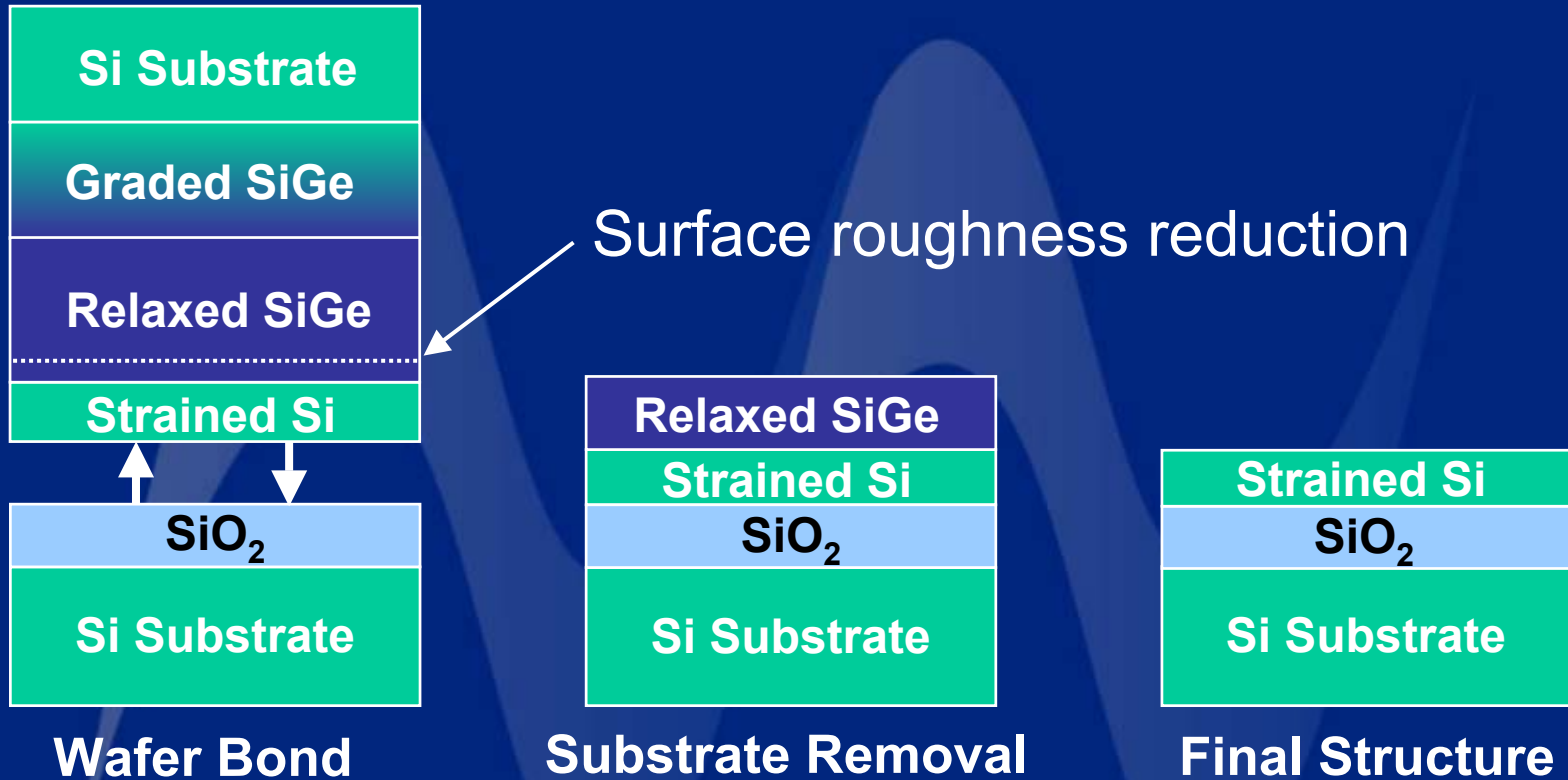 Si Substrate
Graded SiGe
Surface roughness reduction
Relaxed SiGe
Strained Si
SiO₂
Si Substrate
Wafer Bond
Relaxed SiGe
Strained Si
SiO₂
Si Substrate
Substrate Removal
Strained Si
SiO₂
Si Substrate
Final Structure